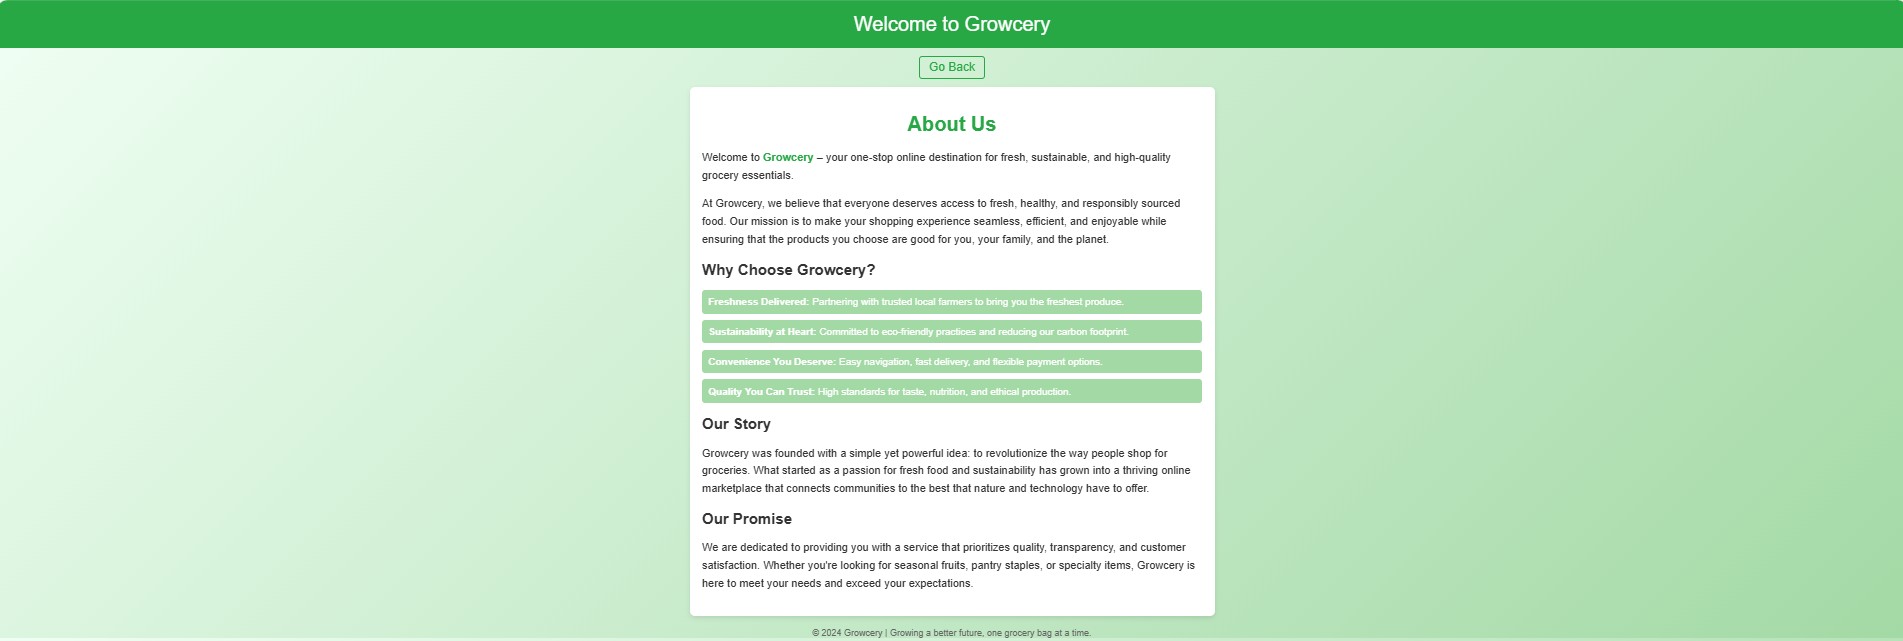 Welcome to Growcery
Go Back
About Us
Welcome to Growcery – your one-stop online destination for fresh, sustainable, and high-quality
grocery essentials.
At Growcery, we believe that everyone deserves access to fresh, healthy, and responsibly sourced
food. Our mission is to make your shopping experience seamless, efficient, and enjoyable while
ensuring that the products you choose are good for you, your family, and the planet.
Why Choose Growcery?
Freshness Delivered: Partnering with trusted local farmers to bring you the freshest produce.
Sustainability at Heart: Committed to eco-friendly practices and reducing our carbon footprint.
Convenience You Deserve: Easy navigation, fast delivery, and flexible payment options.
Quality You Can Trust: High standards for taste, nutrition, and ethical production.
Our Story
Growcery was founded with a simple yet powerful idea: to revolutionize the way people shop for
groceries. What started as a passion for fresh food and sustainability has grown into a thriving online
marketplace that connects communities to the best that nature and technology have to offer.
Our Promise
We are dedicated to providing you with a service that prioritizes quality, transparency, and customer
satisfaction. Whether you're looking for seasonal fruits, pantry staples, or specialty items, Growcery is
here to meet your needs and exceed your expectations.
© 2024 Growcery | Growing a better future, one grocery bag at a time.